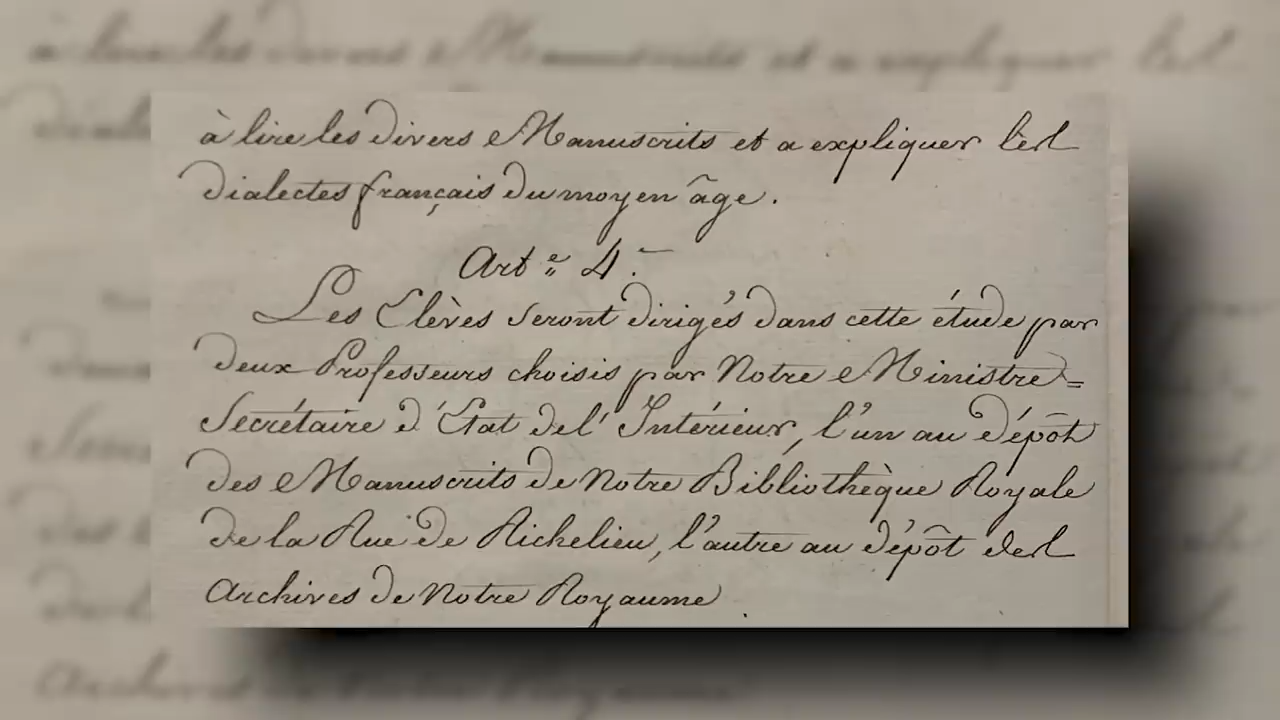 à lire les divers Manuscrits et a expliquer les
dialectes français du moyen âge.
Art.e 4.
Les Elèves seront dirigés dans cette étude par
deux Professeurs choisis par Notre Ministre=
Secrétaire d'Etat de l'Intérieur, l'un au dépôt
des Manuscrits de Notre Bibliothèque Royale
de la Rue de Richelieu, l'autre au dépôt des
Archives de Notre Royaume